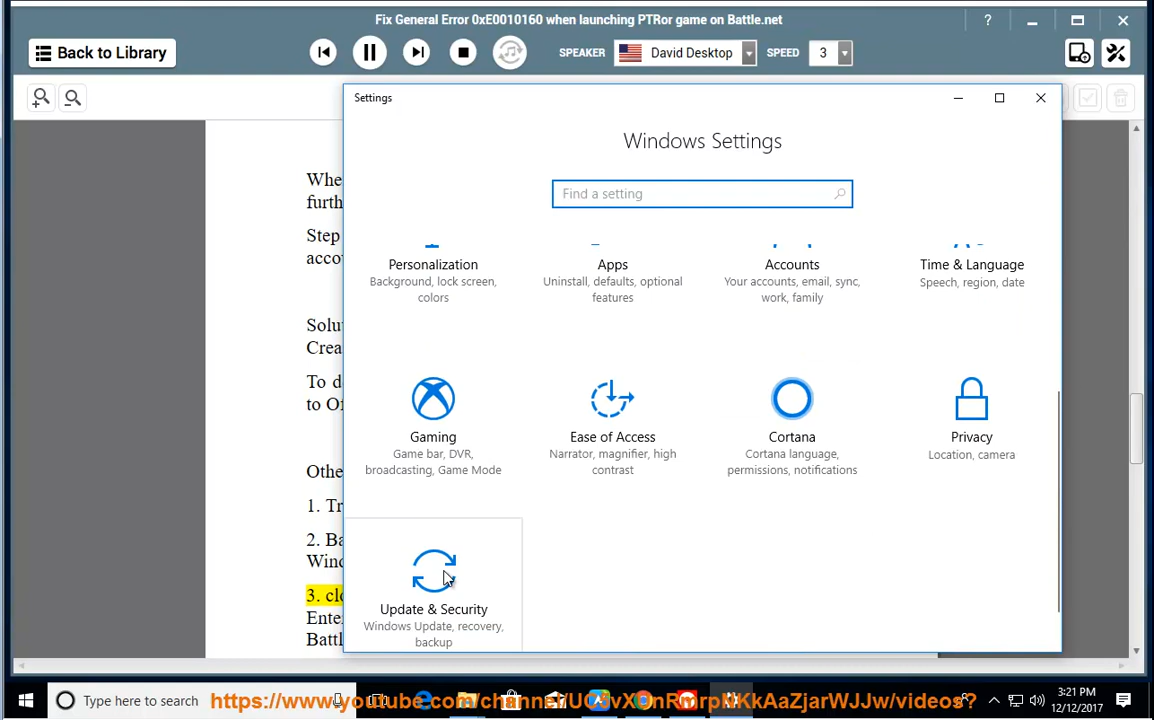 Fix General Error 0xE0010160 when launching PTRor game on Battle.net
?
Back to Library
SPEAKER
David Desktop
SPEED
3
Settings
Windows Settings
Find a setting
Whe
furth
Step
acco
Solut
Crea
To d
to Of
Othe
1. Tr
2. Ba
Wind
3. clo
Ente
Battl
Personalization
Background, lock screen,
colors
Apps
Uninstall, defaults, optional
features
Accounts
Your accounts, email, sync,
work, family
Time & Language
Speech, region, date
Gaming
Game bar, DVR,
broadcasting, Game Mode
Ease of Access
Narrator, magnifier, high
contrast
Cortana
Cortana language,
permissions, notifications
Privacy
Location, camera
Update & Security
Windows Update, recovery,
backup
Type here to search
3:21 PM
12/12/2017